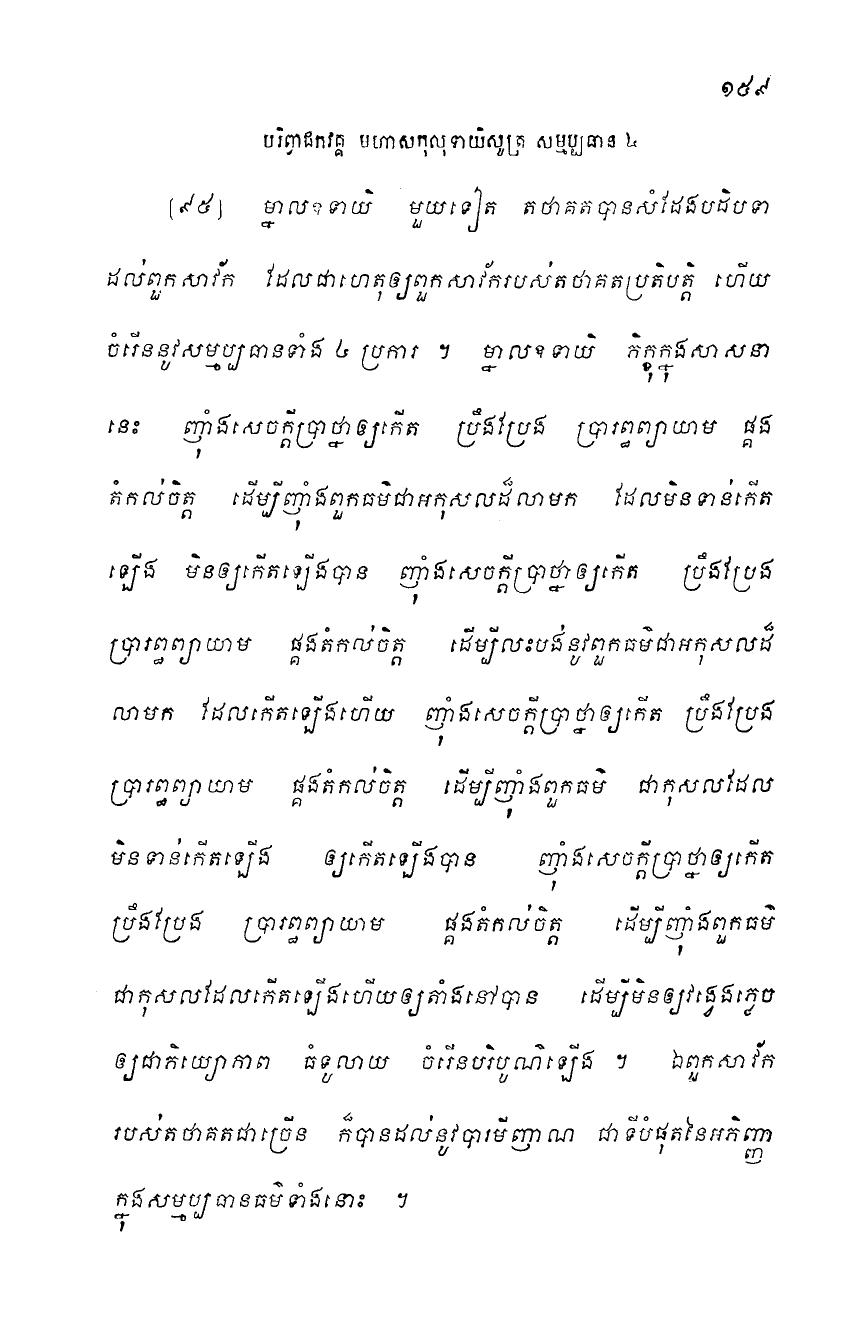 ១៥៩
បរិព្វាជកវគ្គ មហាសកុលុទាយិសូត្រ សម្មប្បធាន ៤
[៩៥] ម្នាលឧទាយិ មួយទៀត តថាគតបានសំដែងបដិបទា
ដល់ពួកសាវ័ក ដែលជាហេតុឲ្យពួកសាវ័ករបស់តថាគតប្រតិបត្តិ ហើយ
ចំរើននូវសម្មប្បធានទាំង ៤ ប្រការ ។ ម្នាលឧទាយិ ភិក្ខុក្នុងសាសនា
នេះ ញុំាងសេចក្តីប្រាថ្នាឲ្យកើត ប្រឹងប្រែង ប្រារព្ធព្យាយាម ផ្គង
តំកល់ចិត្ត ដើម្បីញុំាងពួកធម៌ជាអកុសលដ៏លាមក ដែលមិនទាន់កើត
ឡើង មិនឲ្យកើតឡើងបាន ញុំាងសេចក្តីប្រាថ្នាឲ្យកើត ប្រឹងប្រែង
ប្រារព្ធព្យាយាម ផ្គងតំកល់ចិត្ត ដើម្បីលះបង់នូវពួកធម៌ជាអកុសលដ៏
លាមក ដែលកើតឡើងហើយ ញុំាងសេចក្តីប្រាថ្នាឲ្យកើត ប្រឹងប្រែង
ប្រារព្ធព្យាយាម ផ្គងតំកល់ចិត្ត ដើម្បីញុំាងពួកធម៌ ជាកុសលដែល
មិនទាន់កើតឡើង ឲ្យកើតឡើងបាន ញុំាងសេចក្តីប្រាថ្នាឲ្យកើត
ប្រឹងប្រែង ប្រារព្ធព្យាយាម ផ្គងតំកល់ចិត្ត ដើម្បីញុំាងពួកធម៌
ជាកុសលដែលកើតឡើងហើយឲ្យតាំងនៅបាន ដើម្បីមិនឲ្យវង្វេងភ្លេច
ឲ្យជាភិយ្យោភាព ធំទូលាយ ចំរើនបរិបូណ៌ឡើង ។ ឯពួកសាវ័ក
របស់តថាគតជាច្រើន ក៏បានដល់នូវបារមីញាណ ជាទីបំផុតនៃអភិញ្ញា
ក្នុងសម្មប្បធានធម៌ទាំងនោះ ។